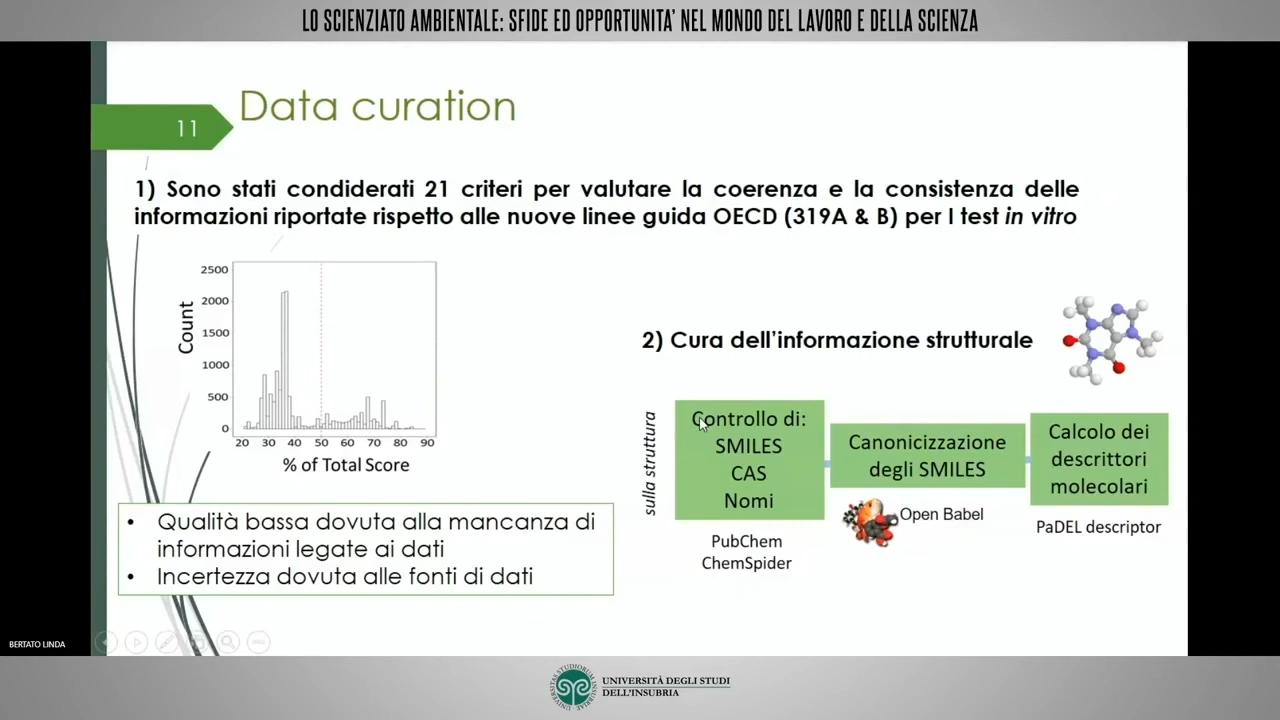 LO SCIENZIATO AMBIENTALE: SFIDE ED OPPORTUNITA' NEL MONDO DEL LAVORO E DELLA SCIENZA
11
Data curation
1) Sono stati condiderati 21 criteri per valutare la coerenza e la consistenza delle
informazioni riportate rispetto alle nuove linee guida OECD (319A & B) per I test in vitro
Count
2500
2000
1500
1000
500
0
20 30 40 50 60 70 80 90
% of Total Score
Qualità bassa dovuta alla mancanza di
informazioni legate ai dati
Incertezza dovuta alle fonti di dati
2) Cura dell'informazione strutturale
sulla struttura
Controllo di:
SMILES
CAS
Nomi
PubChem
ChemSpider
Canonicizzazione
degli SMILES
Open Babel
Calcolo dei
descrittori
molecolari
PaDEL descriptor
BERTATO LINDA
UNIVERSITÀ DEGLI STUDI
DELL'INSUBRIA